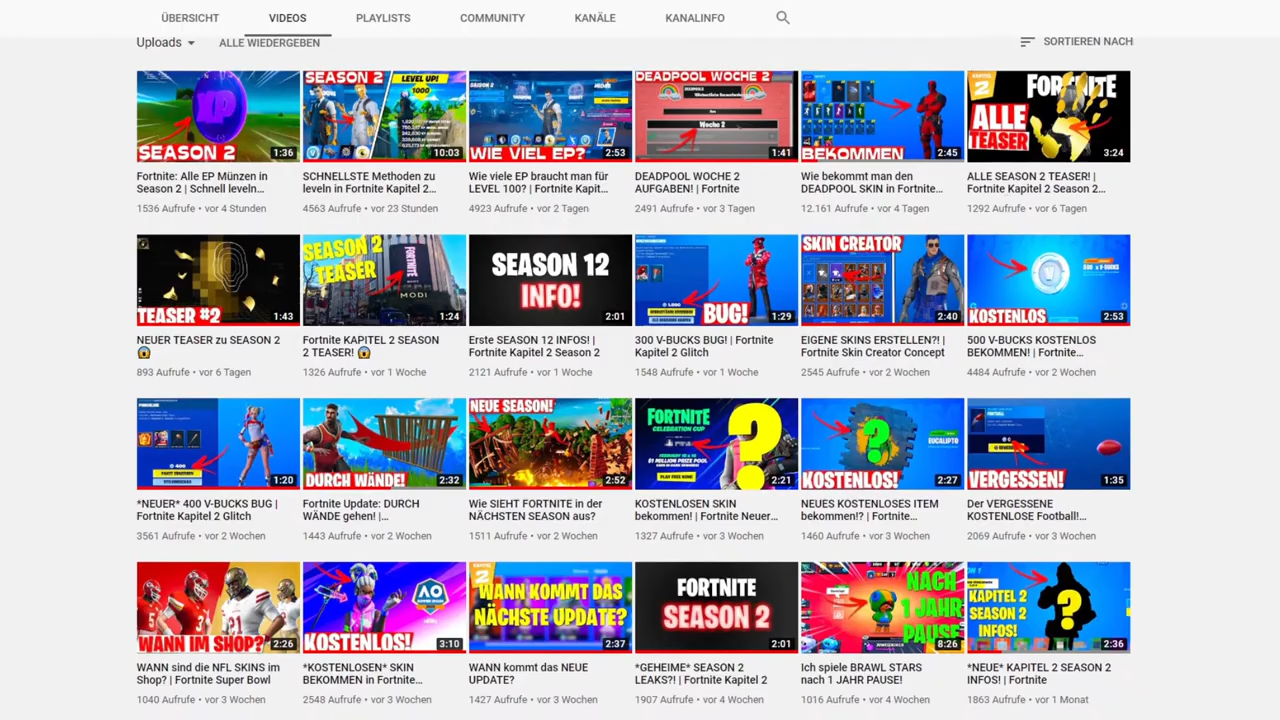 ÜBERSICHT VIDEOS PLAYLISTS COMMUNITY KANÄLE KANALINFO
Uploads ALLE WIEDERGEBEN SORTIEREN NACH
XP
SEASON 2
1:36
Fortnite: Alle EP Münzen in
Season 2 | Schnell leveln...
1536 Aufrufe • vor 4 Stunden
SEASON 2
LEVEL UP!
1000
10:03
SCHNELLSTE Methoden zu
leveln in Fortnite Kapitel 2...
4563 Aufrufe • vor 23 Stunden
WIE VIEL EP?
2:53
Wie viele EP braucht man für
LEVEL 100? | Fortnite Kapit...
4923 Aufrufe • vor 2 Tagen
DEADPOOL WOCHE 2
Woche 2
1:41
DEADPOOL WOCHE 2
AUFGABEN! | Fortnite
2491 Aufrufe • vor 3 Tagen
BEKOMMEN
2:45
Wie bekommt man den
DEADPOOL SKIN in Fortnite...
12.161 Aufrufe • vor 4 Tagen
KAPITEL
2
FORTNITE
ALLE
TEASER
3:24
ALLE SEASON 2 TEASER! |
Fortnite Kapitel 2 Season 2...
1292 Aufrufe • vor 6 Tagen
TEASER #2
1:43
NEUER TEASER zu SEASON 2
😱
893 Aufrufe • vor 6 Tagen
SEASON 2
TEASER
FORTNITE
MODI
1:24
Fortnite KAPITEL 2 SEASON
2 TEASER! 😱
1326 Aufrufe • vor 1 Woche
SEASON 12
INFO!
2:01
Erste SEASON 12 INFOS! |
Fortnite Kapitel 2 Season 2
2121 Aufrufe • vor 1 Woche
BUG!
1:29
300 V-BUCKS BUG! | Fortnite
Kapitel 2 Glitch
1548 Aufrufe • vor 1 Woche
SKIN CREATOR
2:40
EIGENE SKINS ERSTELLEN?! |
Fortnite Skin Creator Concept
2545 Aufrufe • vor 2 Wochen
KOSTENLOS
2:53
500 V-BUCKS KOSTENLOS
BEKOMMEN! | Fortnite...
4484 Aufrufe • vor 2 Wochen
400
1:20
*NEUER* 400 V-BUCKS BUG |
Fortnite Kapitel 2 Glitch
3561 Aufrufe • vor 2 Wochen
DURCH WÄNDE!
2:32
Fortnite Update: DURCH
WÄNDE gehen! |...
1443 Aufrufe • vor 2 Wochen
NEUE SEASON!
2:52
Wie SIEHT FORTNITE in der
NÄCHSTEN SEASON aus?
1511 Aufrufe • vor 2 Wochen
FORTNITE
CELEBRATION CUP
$1 MILLION PRIZE POOL
PLAY FREE NOW!
?
2:21
KOSTENLOSEN SKIN
bekommen! | Fortnite Neuer...
1327 Aufrufe • vor 3 Wochen
?
EUCALIPTO
KOSTENLOS!
2:27
NEUES KOSTENLOSES ITEM
bekommen!? | Fortnite...
1460 Aufrufe • vor 3 Wochen
VERGESSEN!
1:35
Der VERGESSENE
KOSTENLOSE Football!...
2069 Aufrufe • vor 3 Wochen
WANN IM SHOP?
2:26
WANN sind die NFL SKINS im
Shop? | Fortnite Super Bowl
1040 Aufrufe • vor 3 Wochen
AO
KOSTENLOS!
3:10
*KOSTENLOSEN* SKIN
BEKOMMEN in Fortnite...
2548 Aufrufe • vor 3 Wochen
KAPITEL
2
WANN KOMMT DAS
NÄCHSTE UPDATE?
2:37
WANN kommt das NEUE
UPDATE?
1427 Aufrufe • vor 3 Wochen
FORTNITE
SEASON 2
2:01
*GEHEIME* SEASON 2
LEAKS?! | Fortnite Kapitel 2
1907 Aufrufe • vor 4 Wochen
NACH
1 JAHR
PAUSE!
8:26
Ich spiele BRAWL STARS
nach 1 JAHR PAUSE!
1016 Aufrufe • vor 4 Wochen
KAPITEL 2
SEASON 2
INFOS!
?
2:36
*NEUE* KAPITEL 2 SEASON 2
INFOS! | Fortnite
1863 Aufrufe • vor 1 Monat